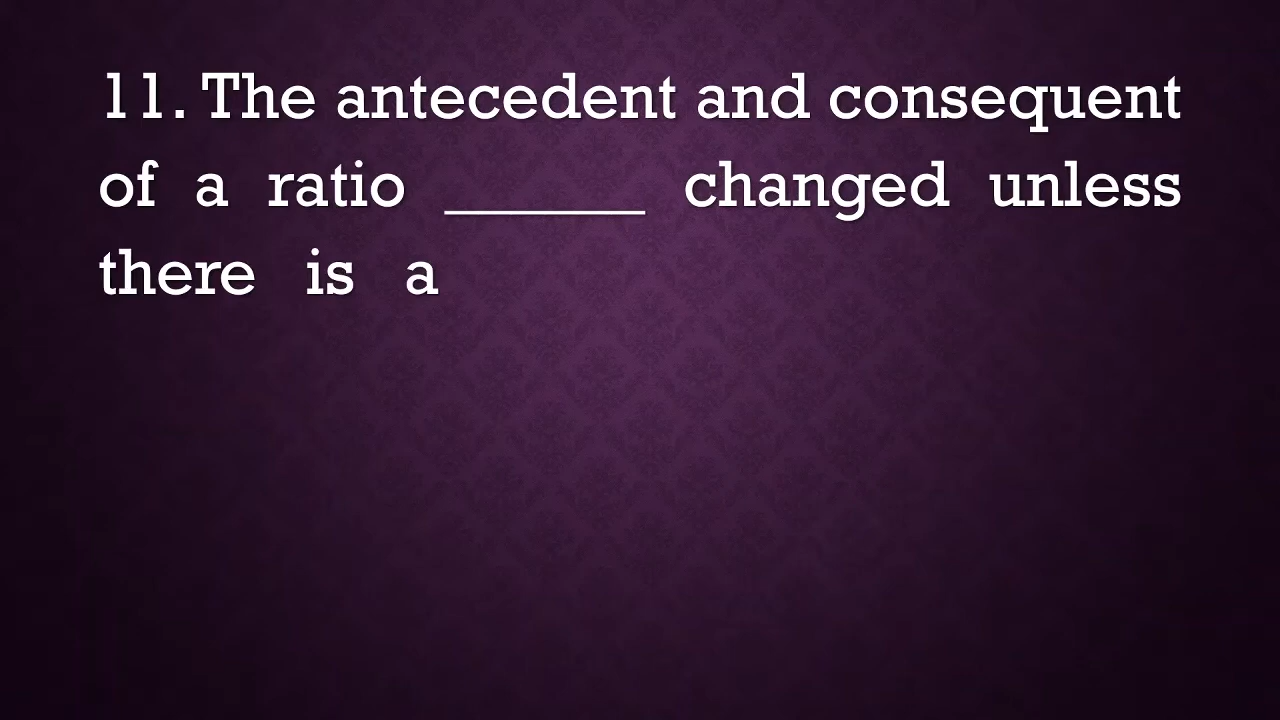 11. The antecedent and consequent
of a ratio ______ changed unless
there is a